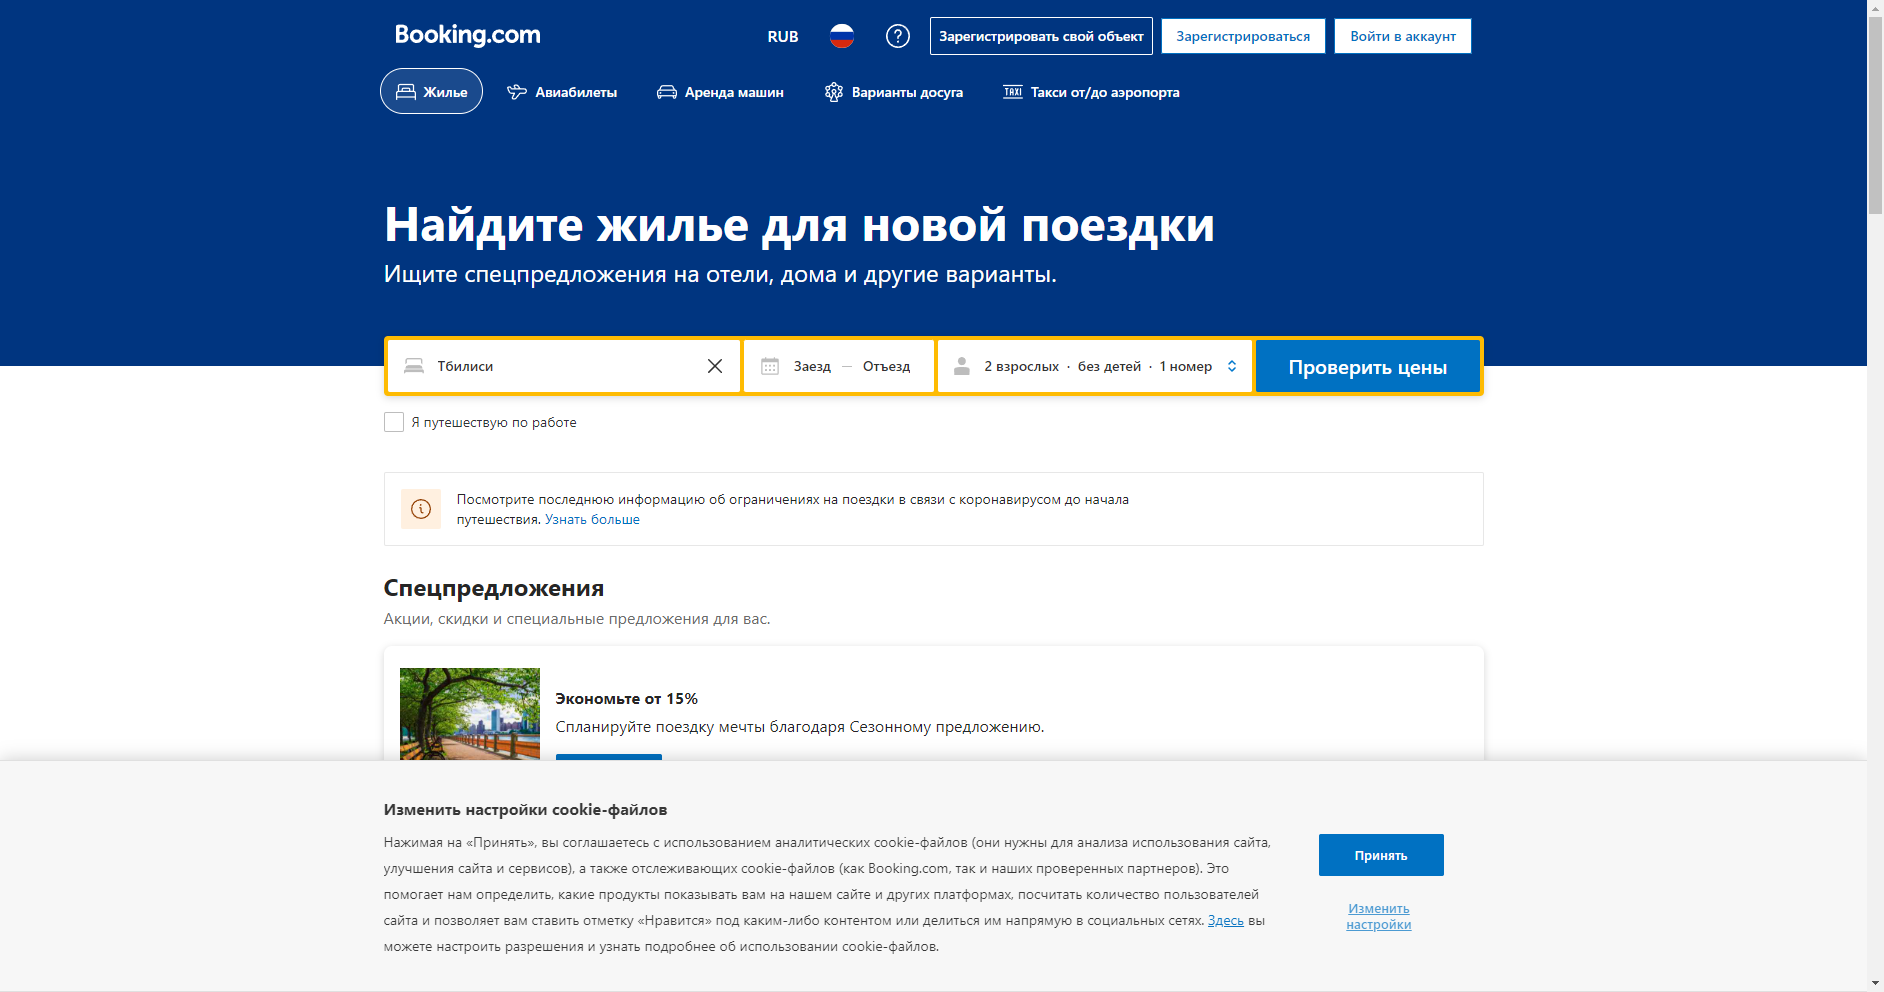 Booking.com
RUB
Зарегистрировать свой объект
Зарегистрироваться
Войти в аккаунт
Жилье
Авиабилеты
Аренда машин
Варианты досуга
TAXI
Такси от/до аэропорта
Найдите жилье для новой поездки
Ищите спецпредложения на отели, дома и другие варианты.
Тбилиси
Заезд — Отъезд
2 взрослых · без детей · 1 номер
Проверить цены
Я путешествую по работе
Посмотрите последнюю информацию об ограничениях на поездки в связи с коронавирусом до начала
путешествия. Узнать больше
Спецпредложения
Акции, скидки и специальные предложения для вас.
Экономьте от 15%
Спланируйте поездку мечты благодаря Сезонному предложению.
Изменить настройки cookie-файлов
Нажимая на «Принять», вы соглашаетесь с использованием аналитических cookie-файлов (они нужны для анализа использования сайта,
улучшения сайта и сервисов), а также отслеживающих cookie-файлов (как Booking.com, так и наших проверенных партнеров). Это
помогает нам определить, какие продукты показывать вам на нашем сайте и других платформах, посчитать количество пользователей
сайта и позволяет вам ставить отметку «Нравится» под каким-либо контентом или делиться им напрямую в социальных сетях. Здесь вы
можете настроить разрешения и узнать подробнее об использовании cookie-файлов.
Принять
Изменить
настройки